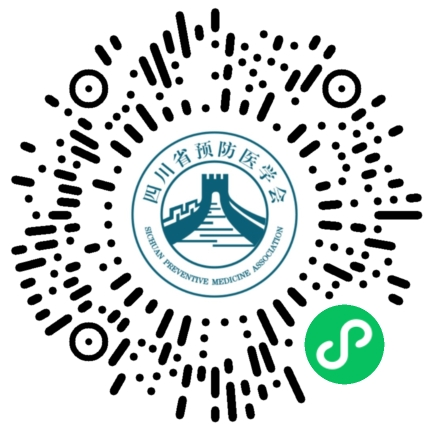 四川省预防医学会
SICHUAN PREVENTIVE MEDICINE ASSOCIATION